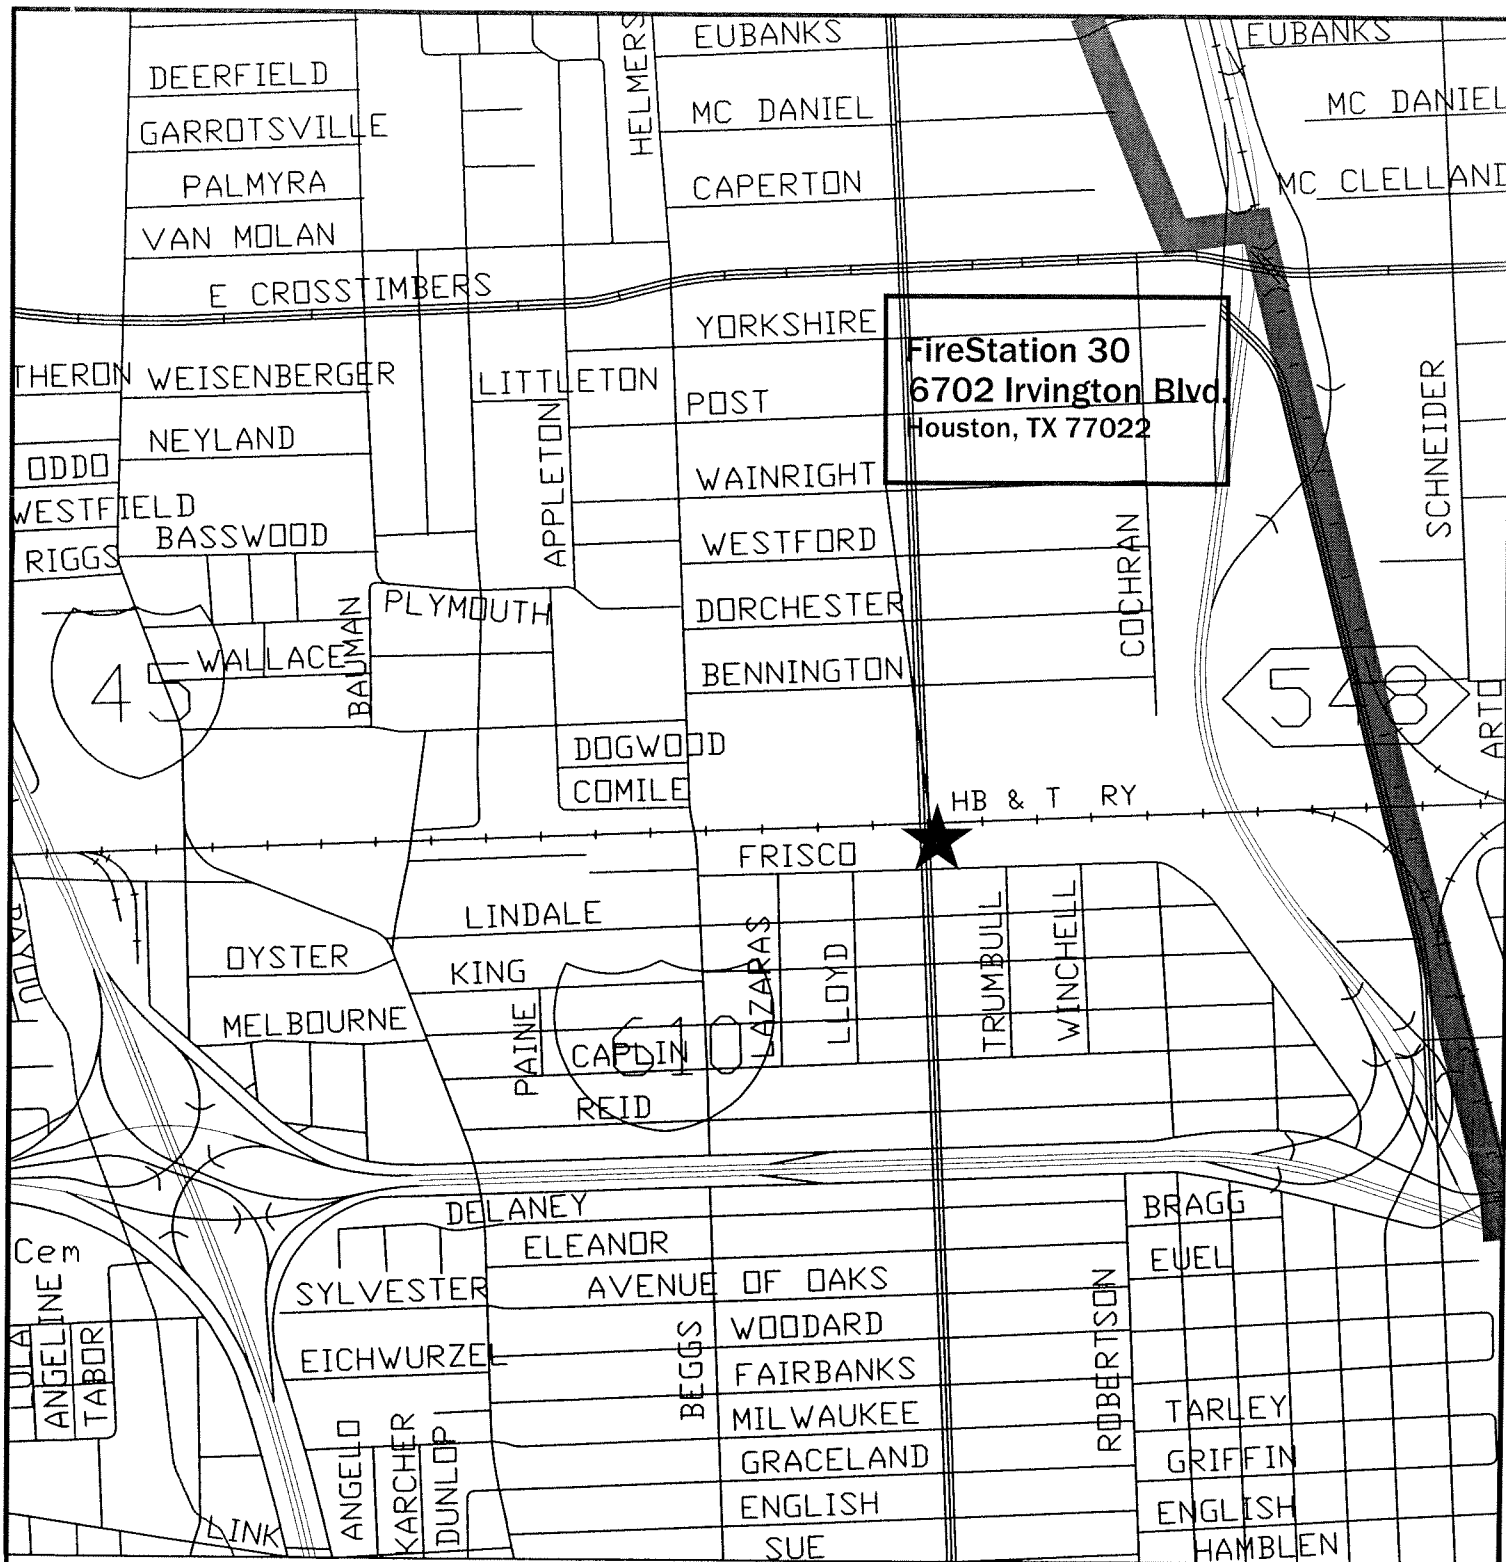 EUBANKS
EUBANKS
HELMERS
DEERFIELD
MC DANIEL
MC DANIEL
GARROTSVILLE
PALMYRA
CAPERTON
MC CLELLAND
VAN MOLAN
E CROSSTIMBERS
YORKSHIRE
FireStation 30
6702 Irvington Blvd.
Houston, TX 77022
THERON
WEISENBERGER
LITTLETON
POST
SCHNEIDER
NEYLAND
APPLETON
ODDO
WAINRIGHT
WESTFIELD
BASSWOOD
WESTFORD
COCHRAN
RIGGS
PLYMOUTH
DORCHESTER
BAUMAN
WALLACE
BENNINGTON
45
548
ARTO
DOGWOOD
COMILE
HB & T RY
FRISCO
LINDALE
BAYOU
OYSTER
KING
LAZARAS
LLOYD
TRUMBULL
WINCHELL
MELBOURNE
PAINE
CAPLIN
610
REID
DELANEY
BRAGG
Cem
ELEANOR
EUEL
SYLVESTER
AVENUE OF OAKS
LULA
ANGELINE
TABOR
WOODARD
ROBERTSON
EICHWURZEL
BEGGS
FAIRBANKS
MILWAUKEE
TARLEY
ANGELO
KARCHER
DUNLOP
GRACELAND
GRIFFIN
ENGLISH
ENGLISH
LINK
SUE
HAMBLEN